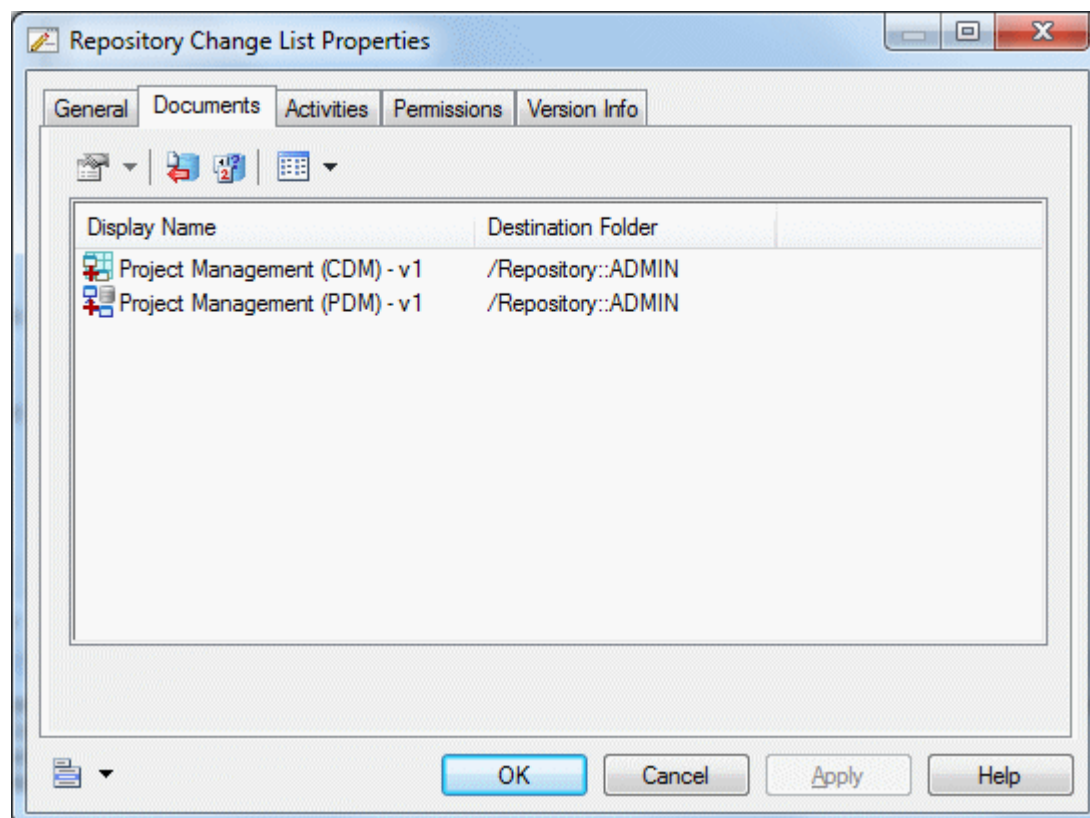 Repository Change List Properties
General Documents Activities Permissions Version Info
Display Name Destination Folder
Project Management (CDM) - v1 /Repository::ADMIN
Project Management (PDM) - v1 /Repository::ADMIN
OK Cancel Apply Help